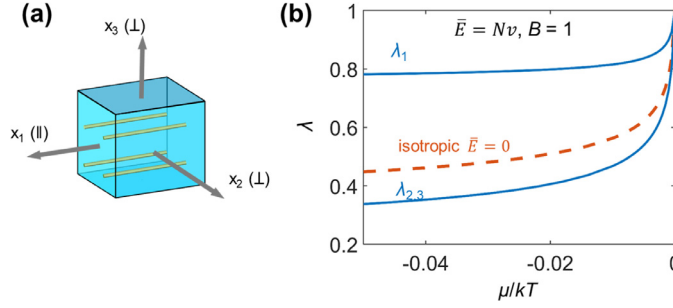 (a)
x3 (⊥)
x1 (||)
x2 (⊥)
(b)
Ē = Nv, B = 1
λ1
isotropic Ē = 0
λ2,3
λ
1
0.8
0.6
0.4
0.2
-0.04
-0.02
0
μ/kT